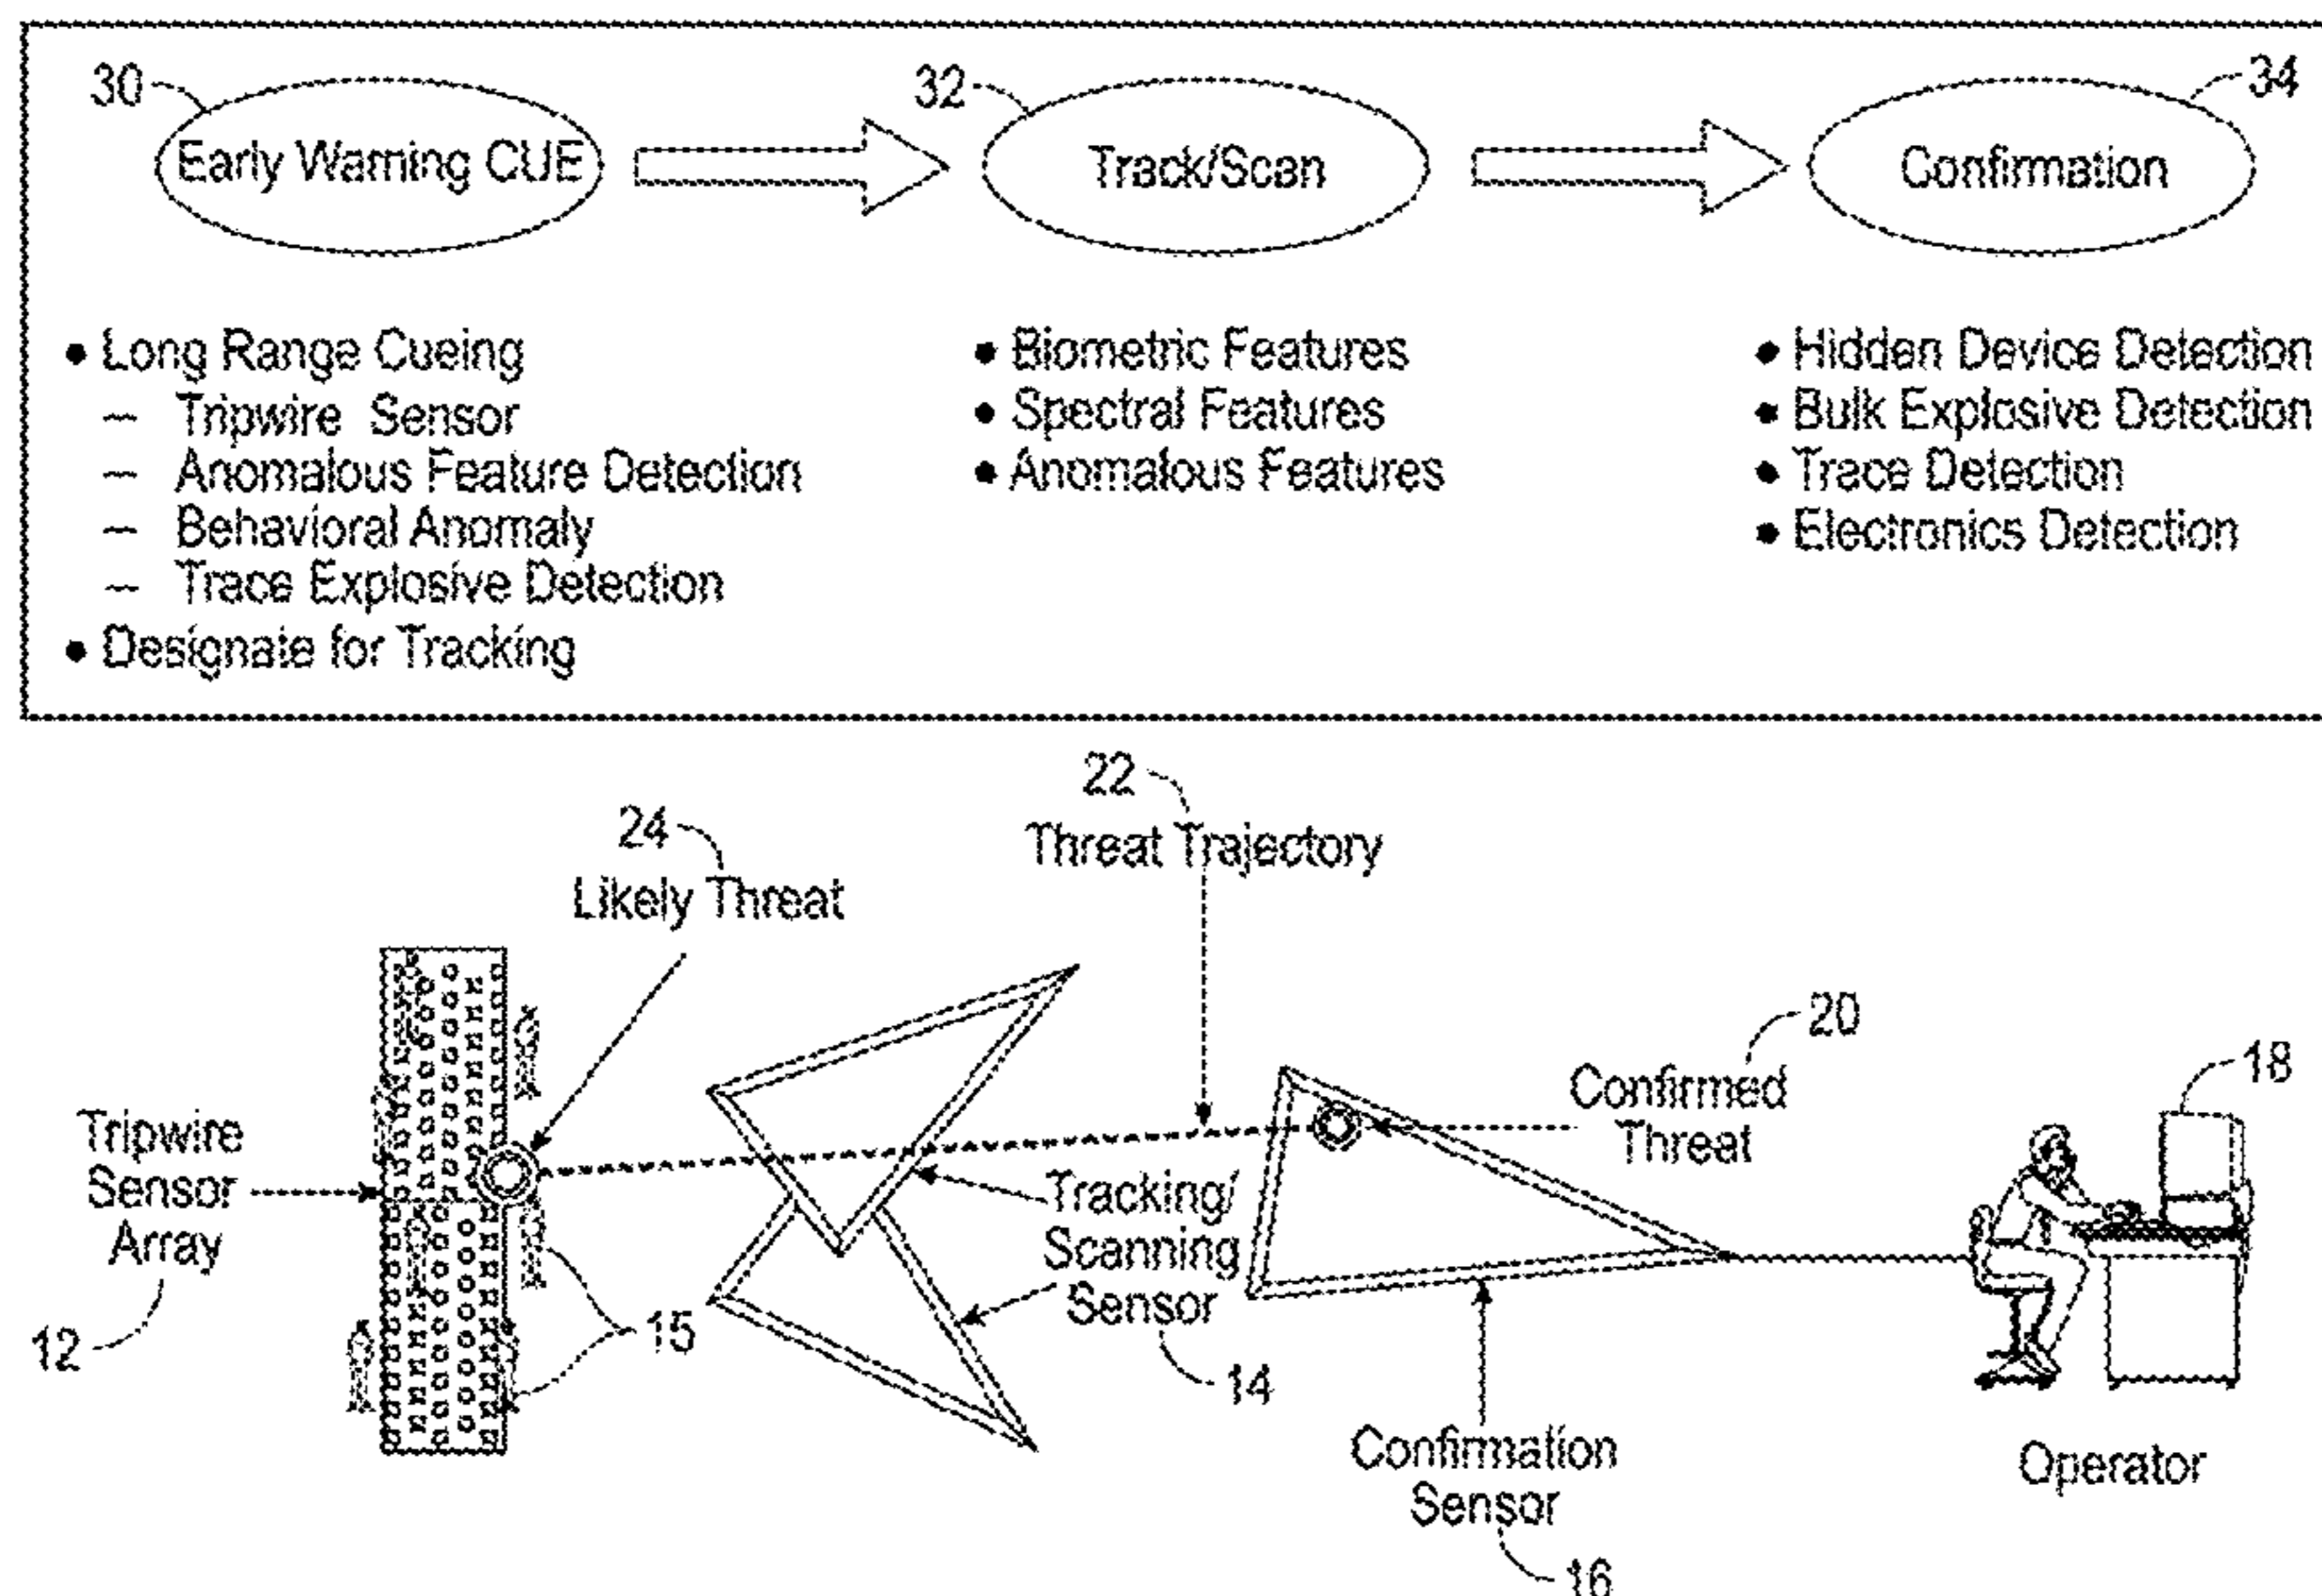 30
32
34
Early Warning CUE
Track/Scan
Confirmation
• Long Range Cueing
– Tripwire Sensor
– Anomalous Feature Detection
– Behavioral Anomaly
– Trace Explosive Detection
• Designate for Tracking
• Biometric Features
• Spectral Features
• Anomalous Features
• Hidden Device Detection
• Bulk Explosive Detection
• Trace Detection
• Electronics Detection
22
Threat Trajectory
24
Likely Threat
20
Confirmed
Threat
18
Tripwire
Sensor
Array
12
15
Tracking/
Scanning
Sensor
14
Confirmation
Sensor
16
Operator